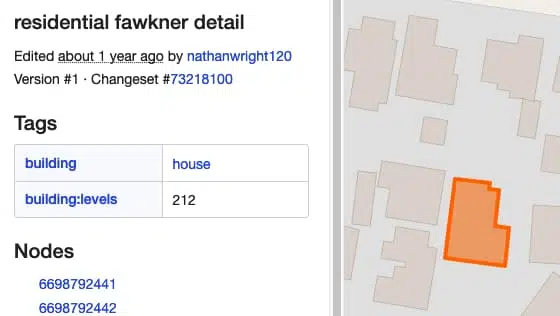 residential fawkner detail
Edited about 1 year ago by nathanwright120
Version #1 · Changeset #73218100
Tags
building house
building:levels 212
Nodes
6698792441
6698792442